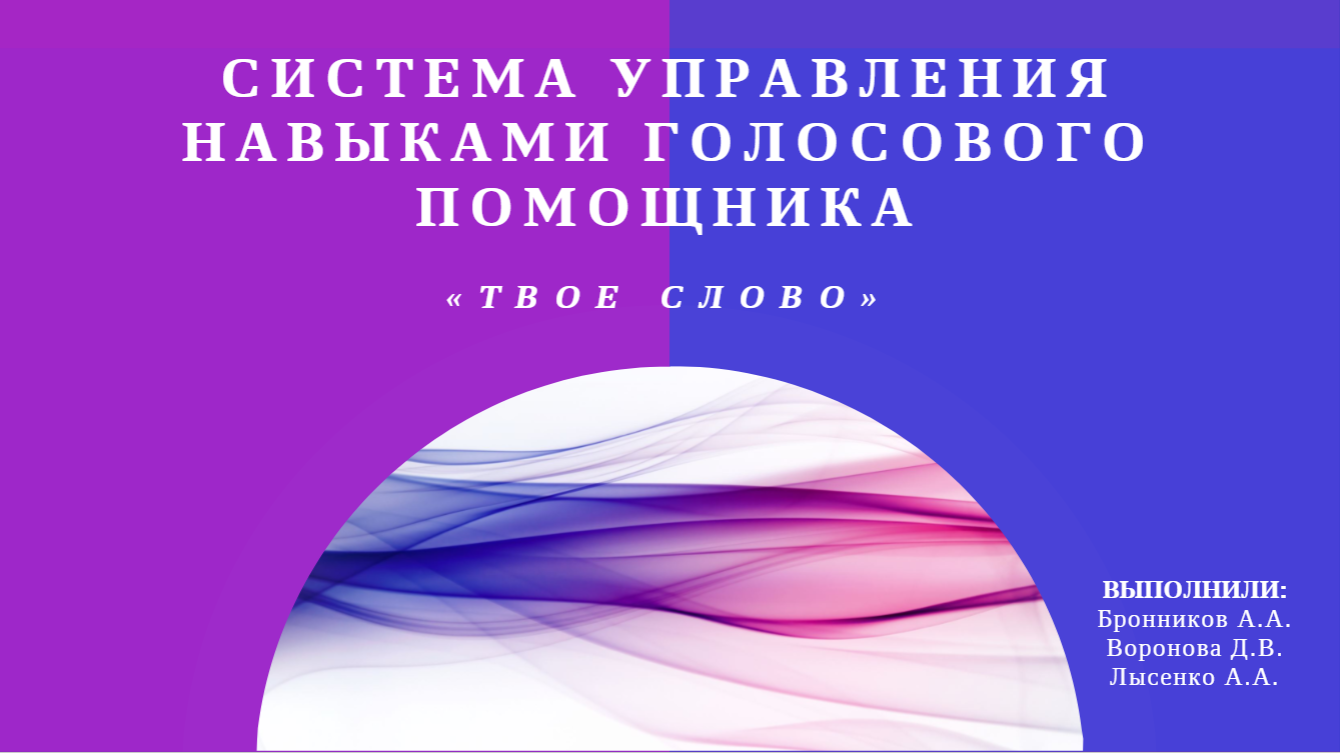 СИСТЕМА УПРАВЛЕНИЯ
НАВЫКАМИ ГОЛОСОВОГО
ПОМОЩНИКА
«ТВОЕ СЛОВО»
ВЫПОЛНИЛИ:
Бронников А.А.
Воронова Д.В.
Лысенко А.А.